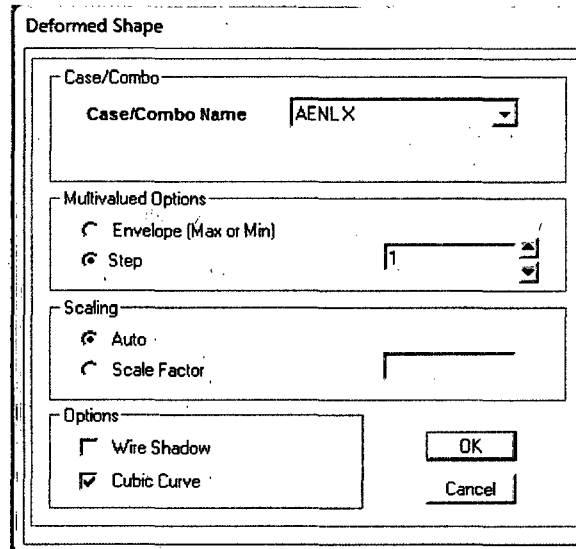 Deformed Shape
Case/Combo
Case/Combo Name AENLX
Multivalued Options
Envelope (Max or Min)
Step 1
Scaling
Auto
Scale Factor
Options
Wire Shadow
Cubic Curve
OK
Cancel